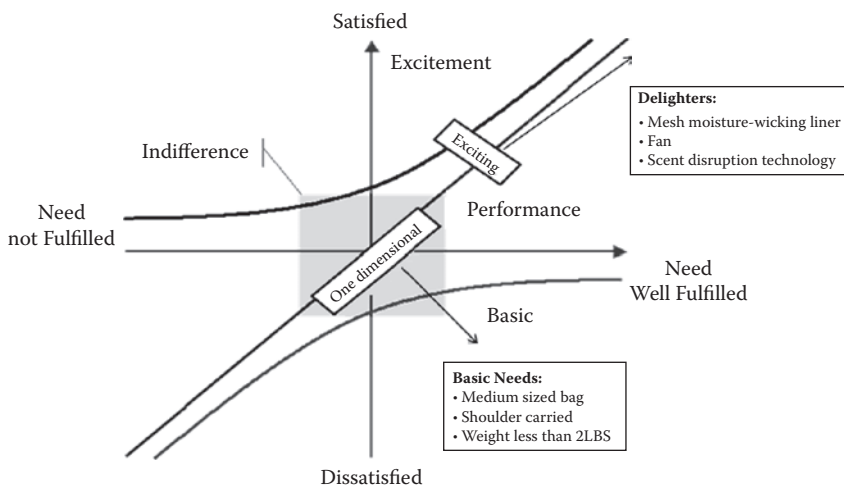 Satisfied
Excitement
Delighters:
• Mesh moisture-wicking liner
• Fan
• Scent disruption technology
Indifference
Exciting
Need
not Fulfilled
Performance
One dimensional
Need
Well Fulfilled
Basic
Basic Needs:
• Medium sized bag
• Shoulder carried
• Weight less than 2LBS
Dissatisfied